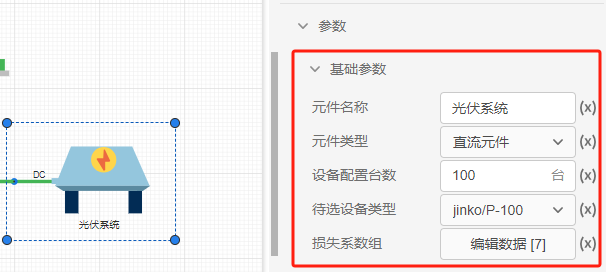 DC
光伏系统
参数
基础参数
元件名称 光伏系统 (x)
元件类型 直流元件 (x)
设备配置台数 100 台 (x)
待选设备类型 jinko/P-100 (x)
损失系数组 编辑数据 [7] (x)